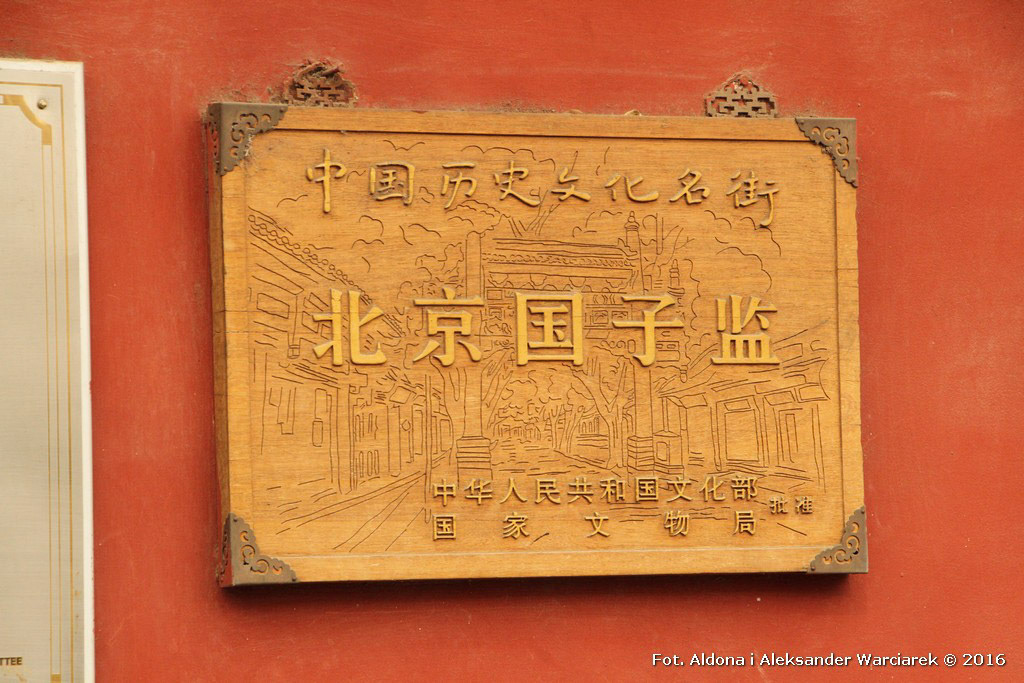 中国历史文化名街
北京国子监
中华人民共和国文化部
国家文物局
批准
TTEE
Fot. Aldona i Aleksander Warciarek © 2016